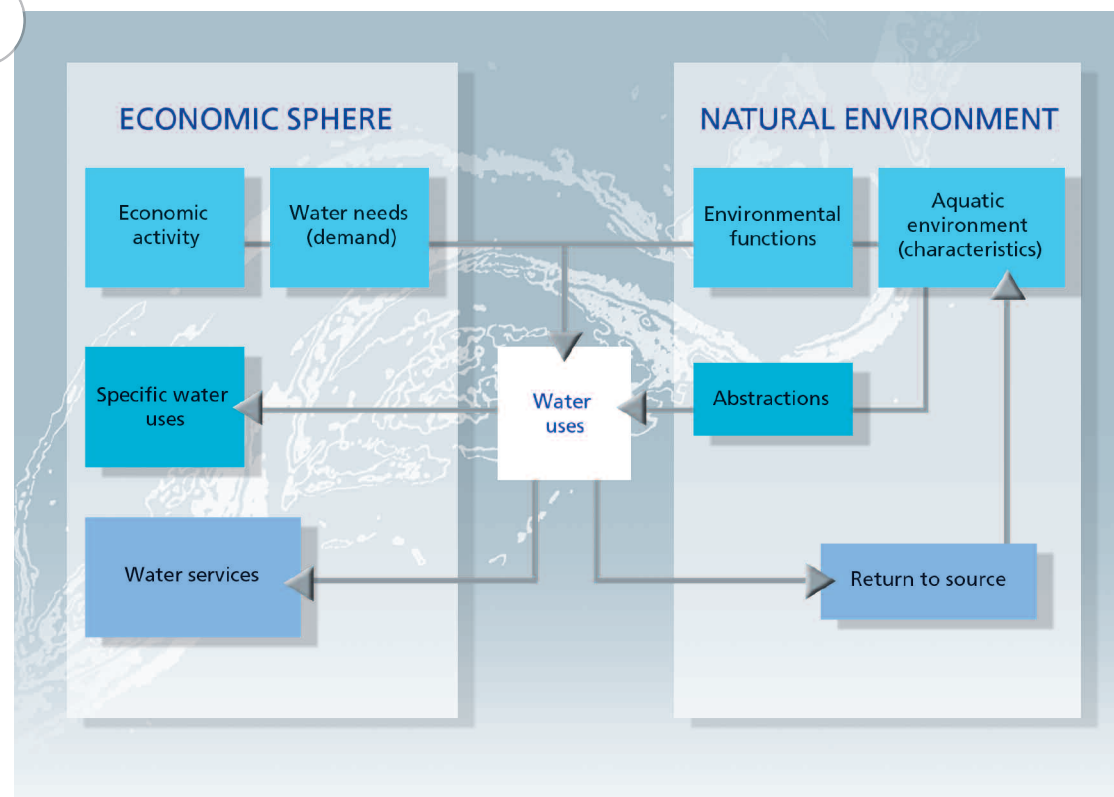 ECONOMIC SPHERE
NATURAL ENVIRONMENT
Economic
activity
Water needs
(demand)
Environmental
functions
Aquatic
environment
(characteristics)
Specific water
uses
Water
uses
Abstractions
Water services
Return to source